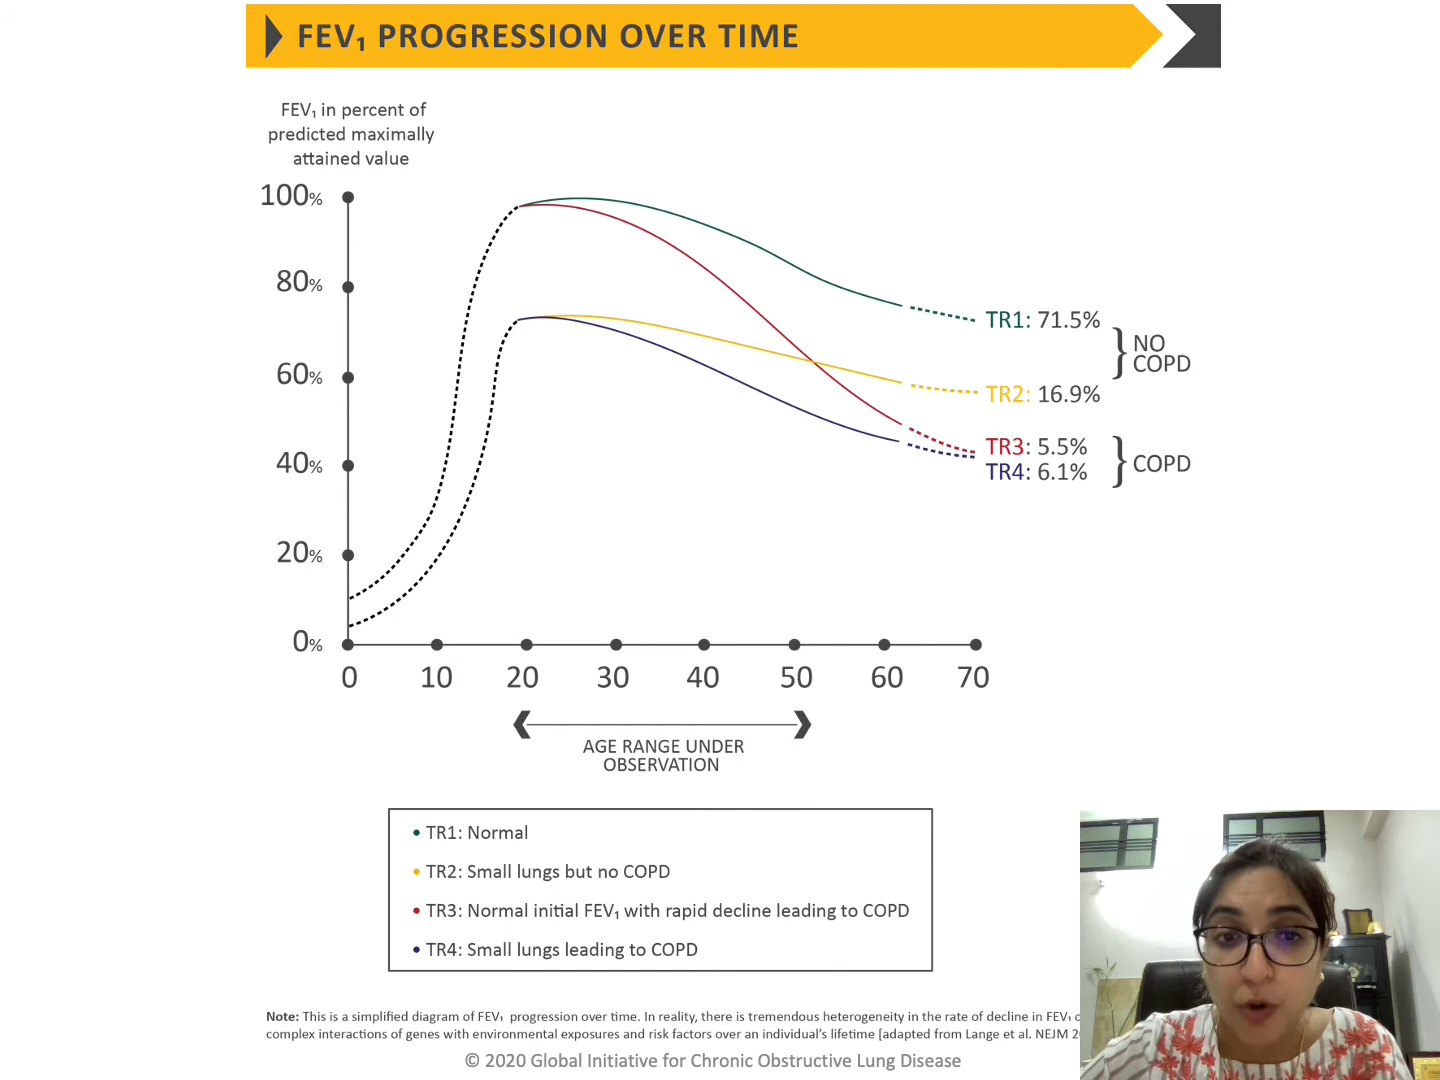 FEV₁ PROGRESSION OVER TIME
FEV₁ in percent of
predicted maximally
attained value
100%
80%
60%
40%
20%
0%
0 10 20 30 40 50 60 70
TR1: 71.5%
TR2: 16.9%
NO
COPD
TR3: 5.5%
TR4: 6.1%
COPD
AGE RANGE UNDER
OBSERVATION
• TR1: Normal
• TR2: Small lungs but no COPD
• TR3: Normal initial FEV₁ with rapid decline leading to COPD
• TR4: Small lungs leading to COPD
Note: This is a simplified diagram of FEV₁ progression over time. In reality, there is tremendous heterogeneity in the rate of decline in FEV₁
complex interactions of genes with environmental exposures and risk factors over an individual's lifetime [adapted from Lange et al. NEJM
© 2020 Global Initiative for Chronic Obstructive Lung Disease